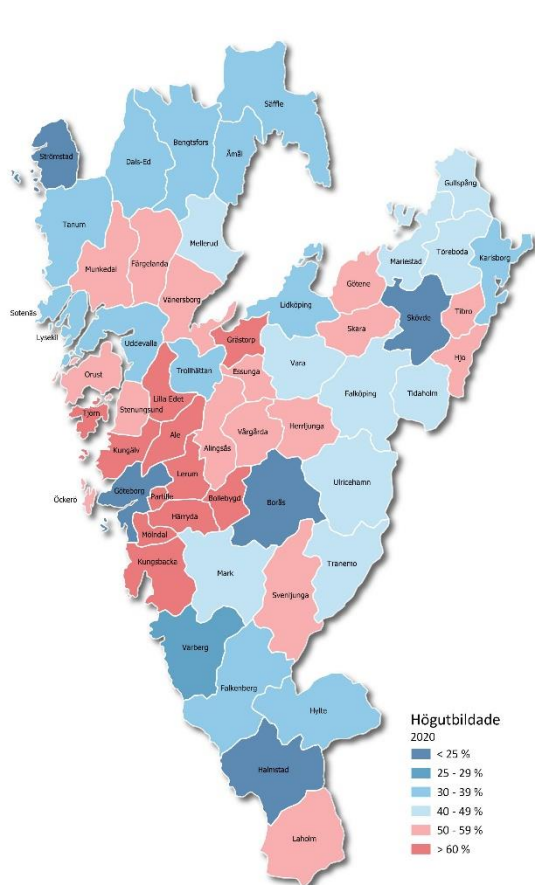 Säffle
Strömstad
Dals-Ed
Bengtsfors
Åmål
Gullspång
Tanum
Mellerud
Mariestad
Töreboda
Karlsborg
Munkedal
Färgelanda
Götene
Vänersborg
Lidköping
Skövde
Tibro
Sotenäs
Skara
Lysekil
Uddevalla
Grästorp
Hjo
Vara
Orust
Trollhättan
Essunga
Falköping
Tidaholm
Lilla Edet
Tjörn
Stenungsund
Vårgårda
Herrljunga
Kungälv
Ale
Alingsås
Lerum
Ulricehamn
Göteborg
Partille
Bollebygd
Borås
Öckerö
Härryda
Mölndal
Kungsbacka
Mark
Tranemo
Svenljunga
Varberg
Falkenberg
Hylte
Halmstad
Laholm
Högutbildade
2020
< 25 %
25 - 29 %
30 - 39 %
40 - 49 %
50 - 59 %
> 60 %